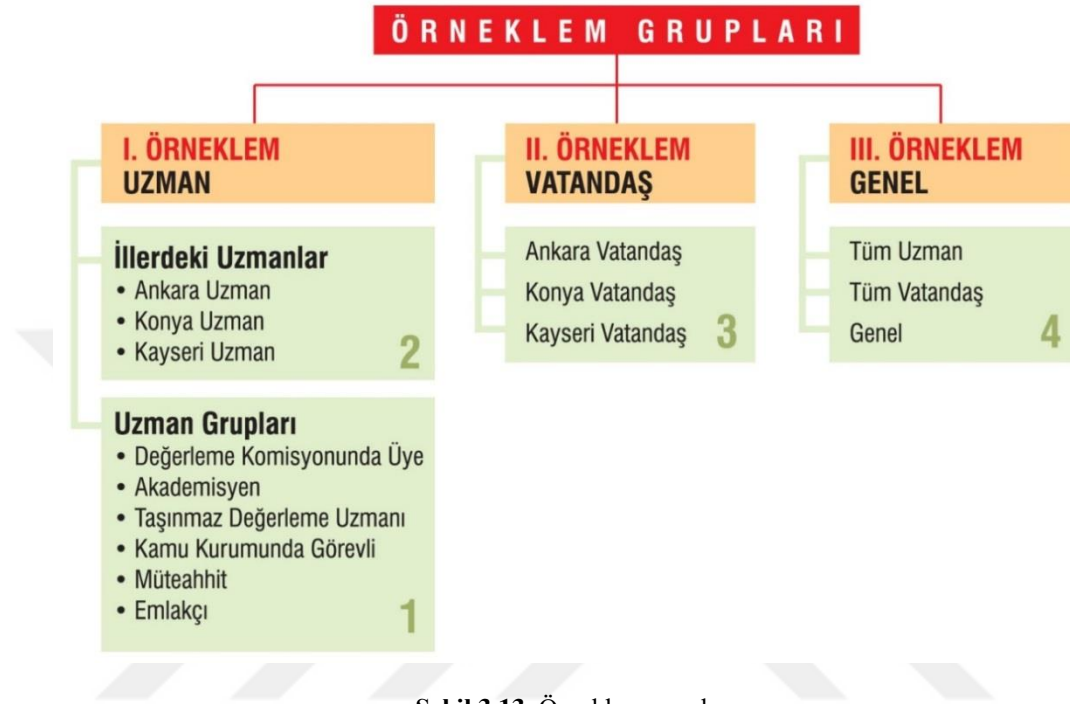 ÖRNEKLEM GRUPLARI
I. ÖRNEKLEM
UZMAN
İllerdeki Uzmanlar
• Ankara Uzman
• Konya Uzman
• Kayseri Uzman
2
Uzman Grupları
• Değerleme Komisyonunda Üye
• Akademisyen
• Taşınmaz Değerleme Uzmanı
• Kamu Kurumunda Görevli
• Müteahhit
• Emlakçı
1
II. ÖRNEKLEM
VATANDAŞ
Ankara Vatandaş
Konya Vatandaş
Kayseri Vatandaş
3
III. ÖRNEKLEM
GENEL
Tüm Uzman
Tüm Vatandaş
Genel
4